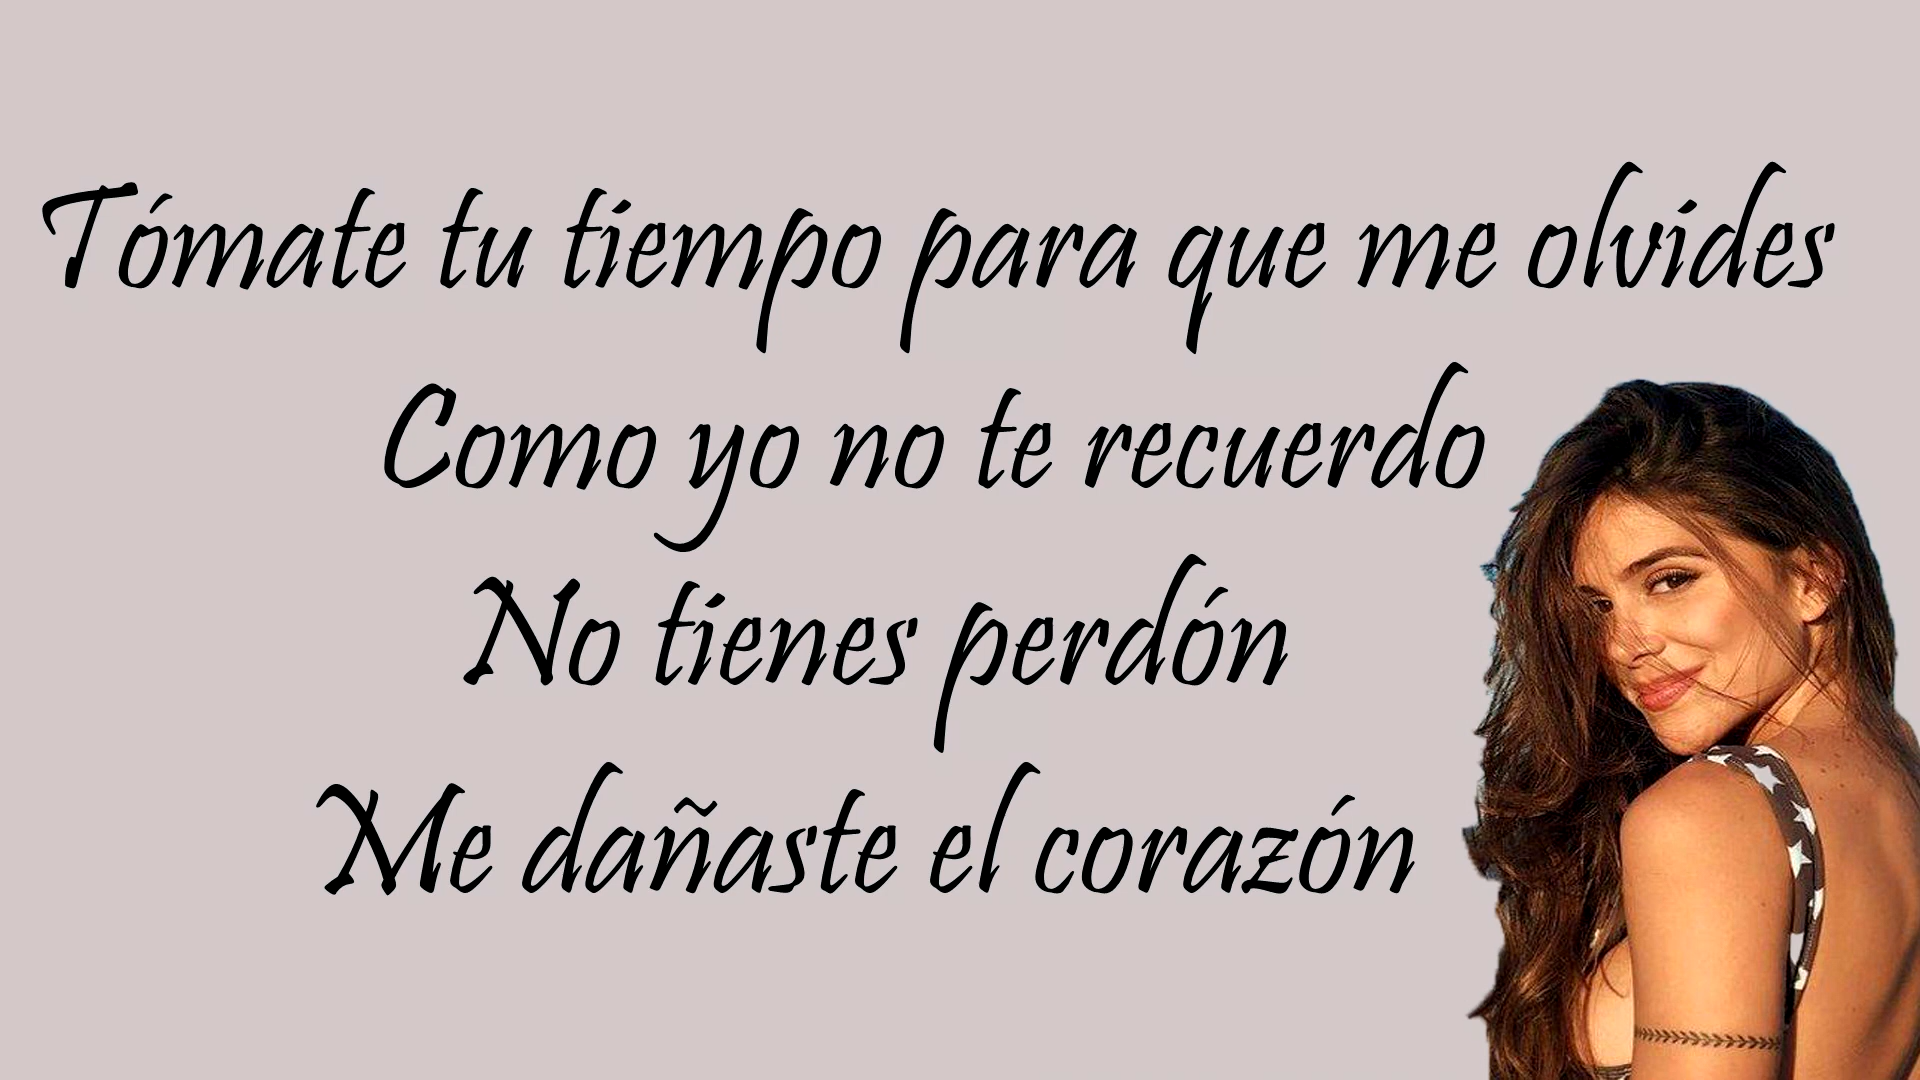 Tómate tu tiempo para que me olvides
Como yo no te recuerdo
No tienes perdón
Me dañaste el corazón